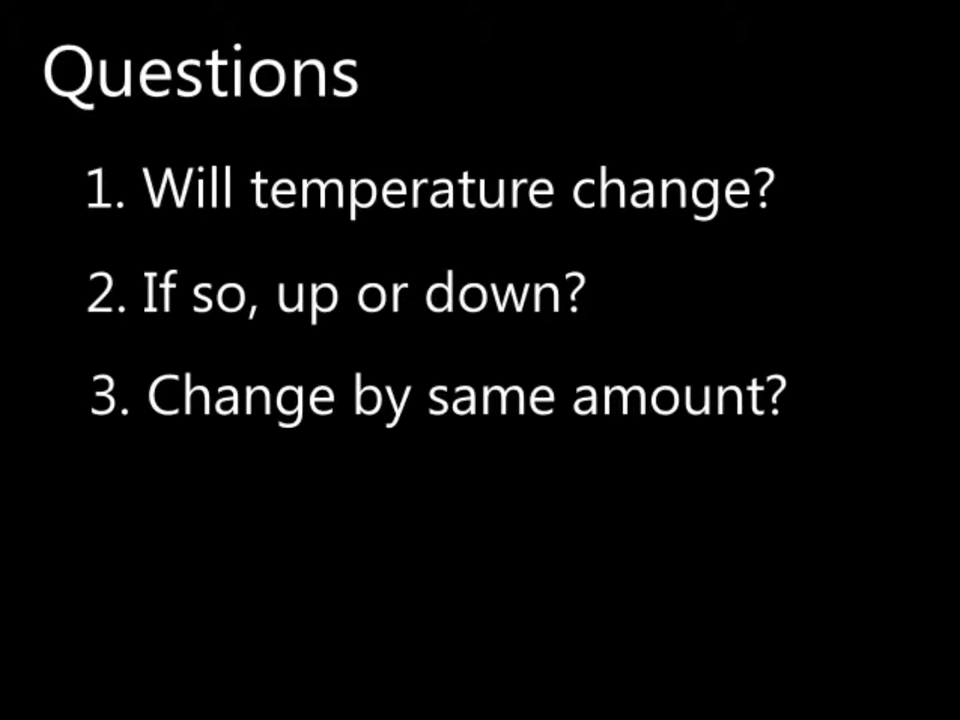 Questions
1. Will temperature change?
2. If so, up or down?
3. Change by same amount?